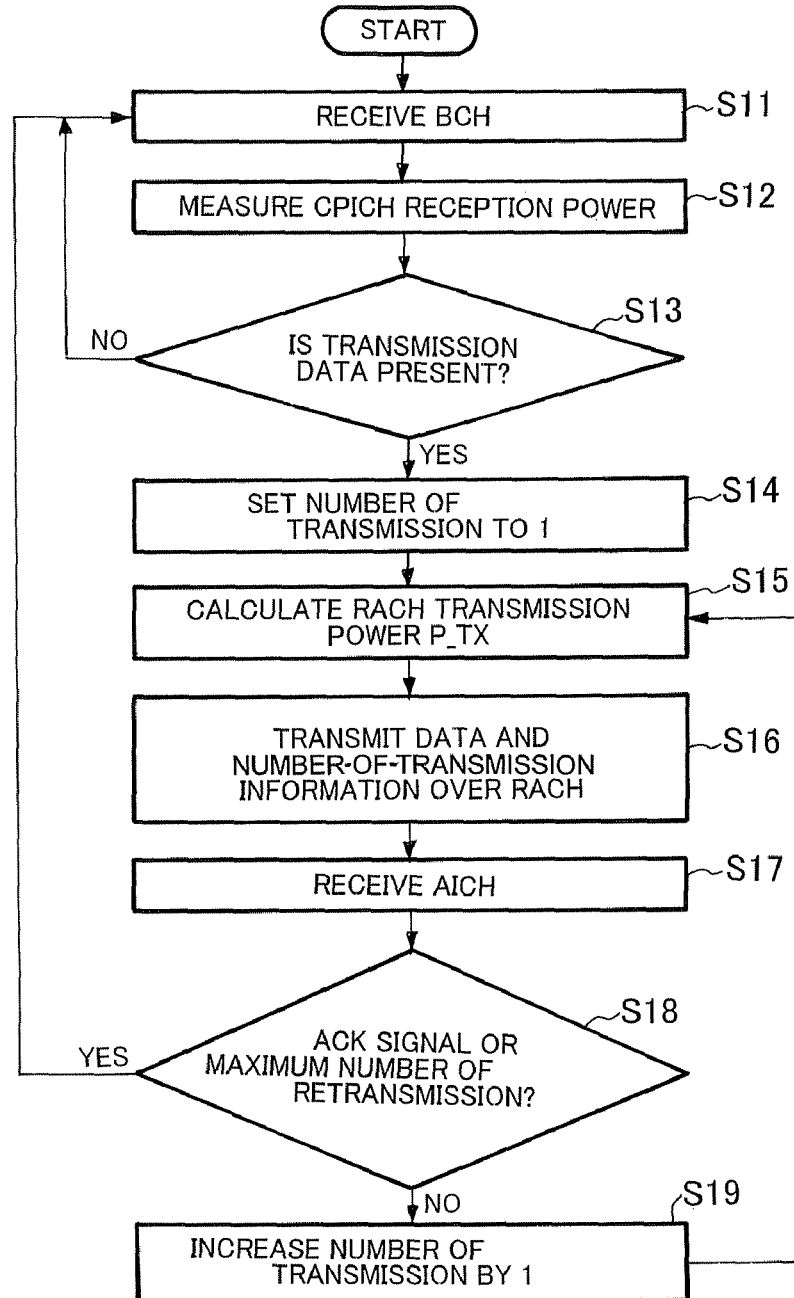 START
RECEIVE BCH
S11
MEASURE CPICH RECEPTION POWER
S12
S13
IS TRANSMISSION
DATA PRESENT?
NO
YES
SET NUMBER OF
TRANSMISSION TO 1
S14
S15
CALCULATE RACH TRANSMISSION
POWER P_TX
TRANSMIT DATA AND
NUMBER-OF-TRANSMISSION
INFORMATION OVER RACH
S16
RECEIVE AICH
S17
S18
ACK SIGNAL OR
MAXIMUM NUMBER OF
RETRANSMISSION?
YES
NO
S19
INCREASE NUMBER OF
TRANSMISSION BY 1